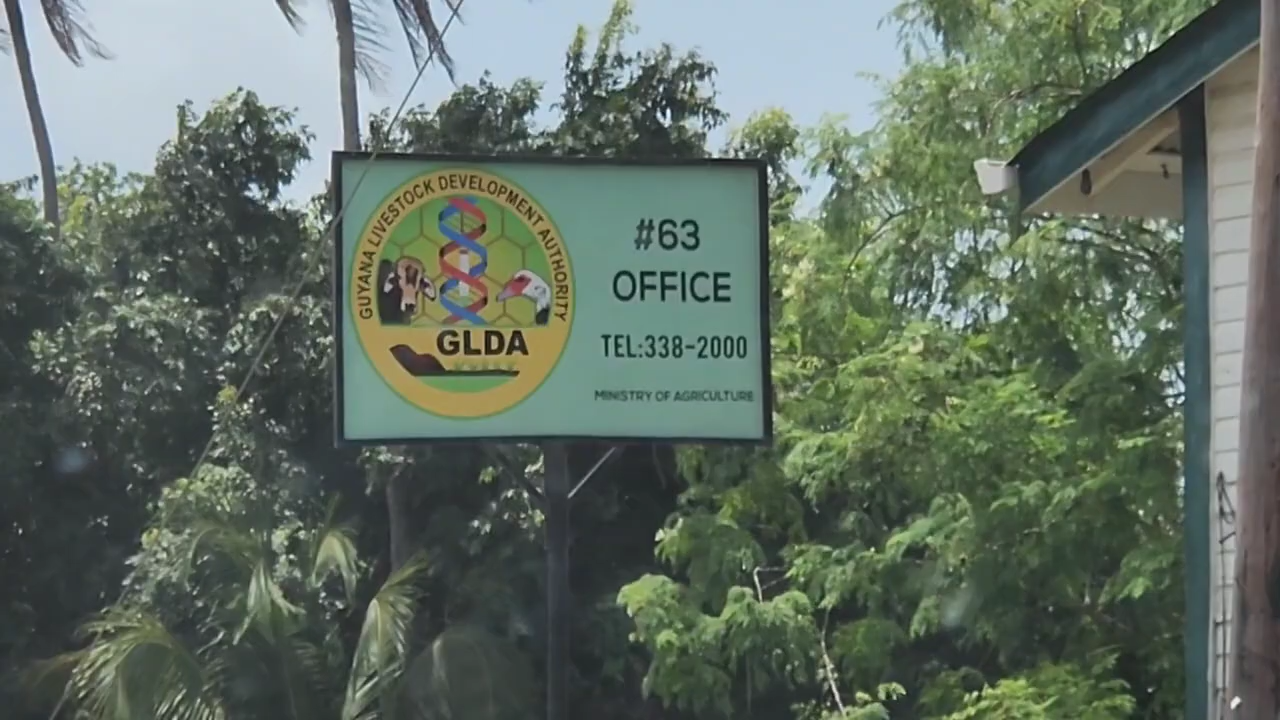 GUYANA LIVESTOCK DEVELOPMENT AUTHORITY
GLDA
#63
OFFICE
TEL:338-2000
MINISTRY OF AGRICULTURE